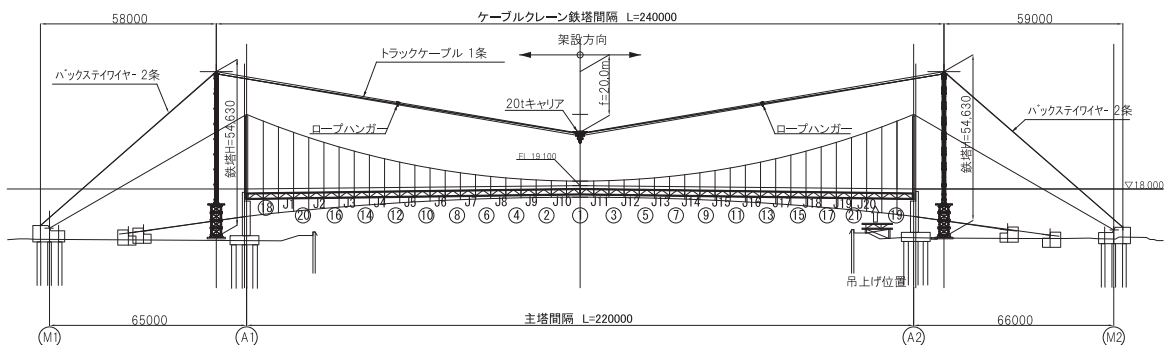 58000
ケーブルクレーン鉄塔間隔 L=240000
59000
架設方向
トラックケーブル 1条
バックステイワイヤー 2条
f=20.0m
20tキャリア
ロープハンガー
ロープハンガー
バックステイワイヤー 2条
鉄塔H=54,630
鉄塔H=54,630
EL 19.100
▽18.000
J1 J2 J3 J4 J5 J6 J7 J8 J9 J10 J11 J12 J13 J14 J15 J16 J17 J18 J19 J20
⑱ ⑳ ⑯ ⑭ ⑫ ⑩ ⑧ ⑥ ④ ② ① ③ ⑤ ⑦ ⑨ ⑪ ⑬ ⑮ ⑰ ㉑ ⑲
吊上げ位置
65000
主塔間隔 L=220000
66000
M1 A1 A2 M2